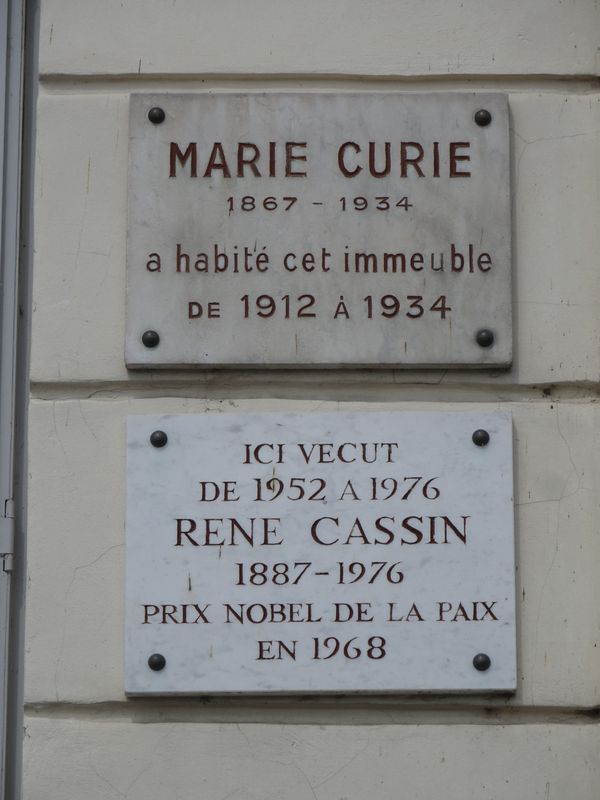 MARIE CURIE
1867 - 1934
a habité cet immeuble
DE 1912 À 1934
ICI VECUT
DE 1952 A 1976
RENE CASSIN
1887-1976
PRIX NOBEL DE LA PAIX
EN 1968